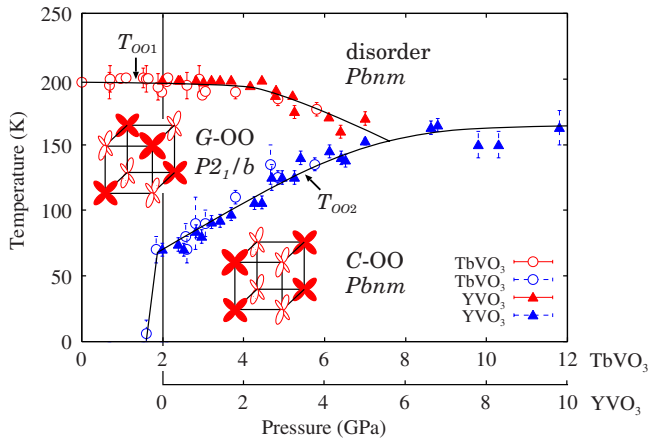 250
200
150
100
50
0
Temperature (K)
T_OO1
disorder
Pbnm
G-OO
P2₁/b
T_OO2
C-OO
Pbnm
TbVO₃
TbVO₃
YVO₃
YVO₃
0 2 4 6 8 10 12 TbVO₃
0 2 4 6 8 10 YVO₃
Pressure (GPa)